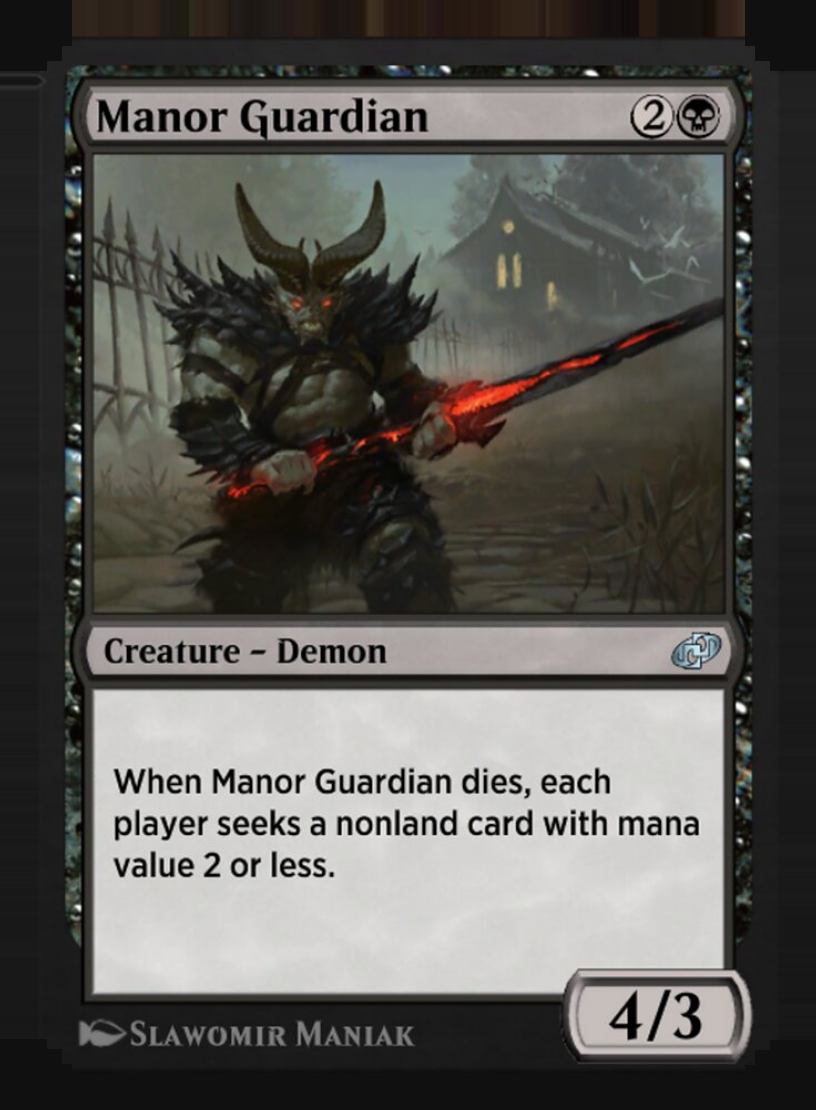 Manor Guardian 2
Creature – Demon
When Manor Guardian dies, each
player seeks a nonland card with mana
value 2 or less.
4/3
Slawomir Maniak